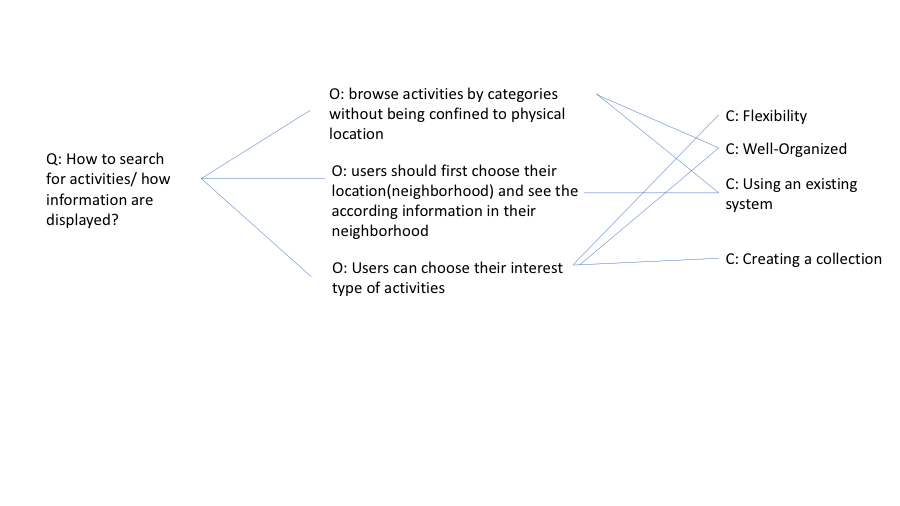 Q: How to search
for activities/ how
information are
displayed?
O: browse activities by categories
without being confined to physical
location
O: users should first choose their
location(neighborhood) and see the
according information in their
neighborhood
O: Users can choose their interest
type of activities
C: Flexibility
C: Well-Organized
C: Using an existing
system
C: Creating a collection